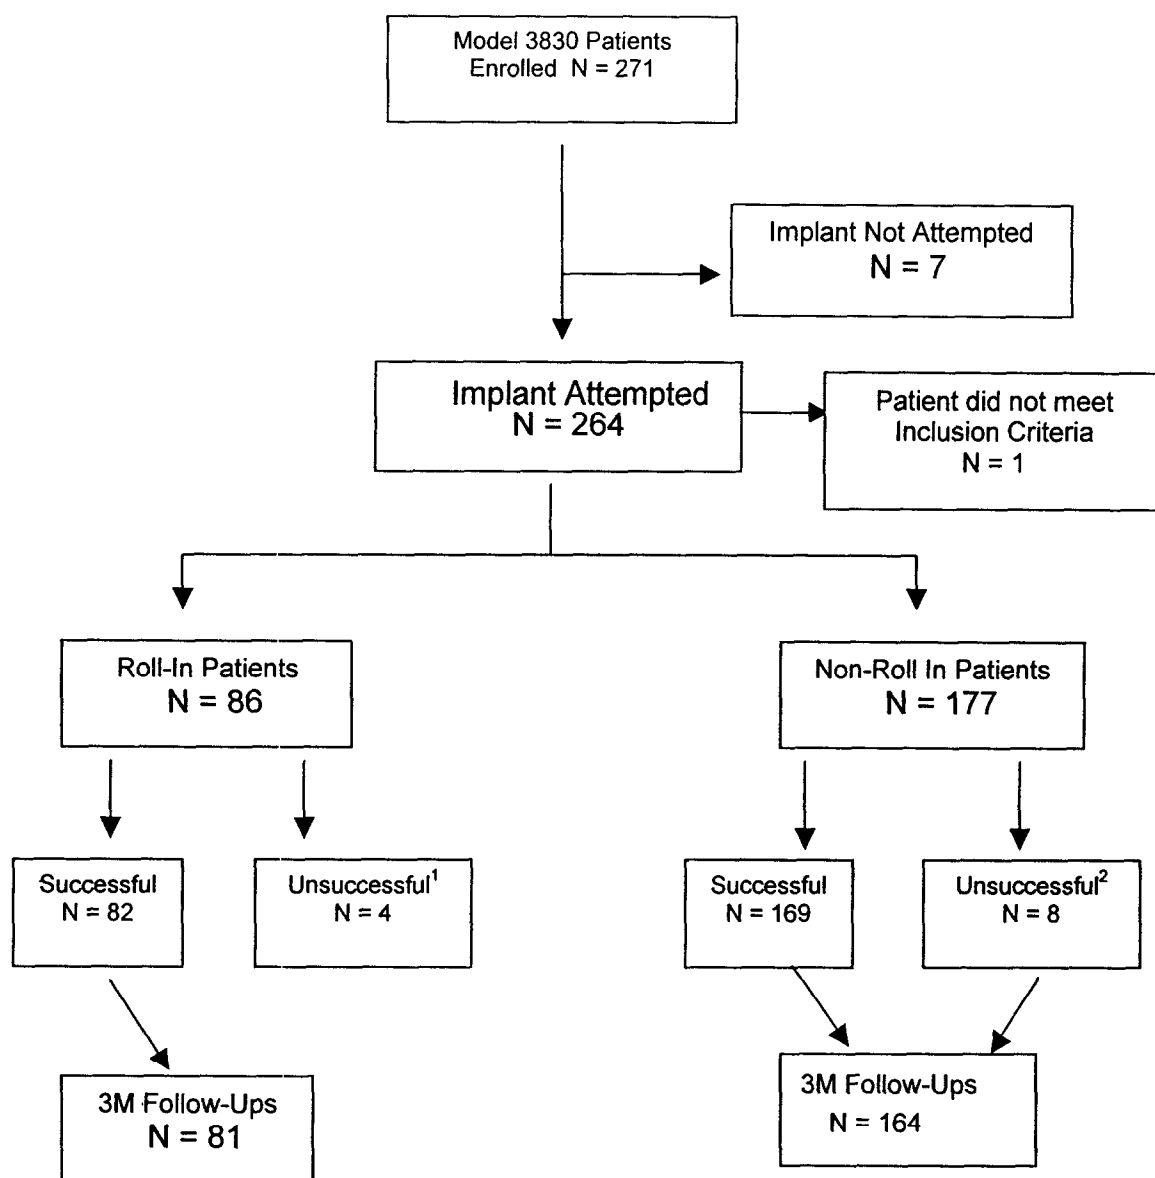 Model 3830 Patients
Enrolled N = 271
Implant Not Attempted
N = 7
Implant Attempted
N = 264
Patient did not meet
Inclusion Criteria
N = 1
Roll-In Patients
N = 86
Non-Roll In Patients
N = 177
Successful
N = 82
Unsuccessful¹
N = 4
Successful
N = 169
Unsuccessful²
N = 8
3M Follow-Ups
N = 81
3M Follow-Ups
N = 164